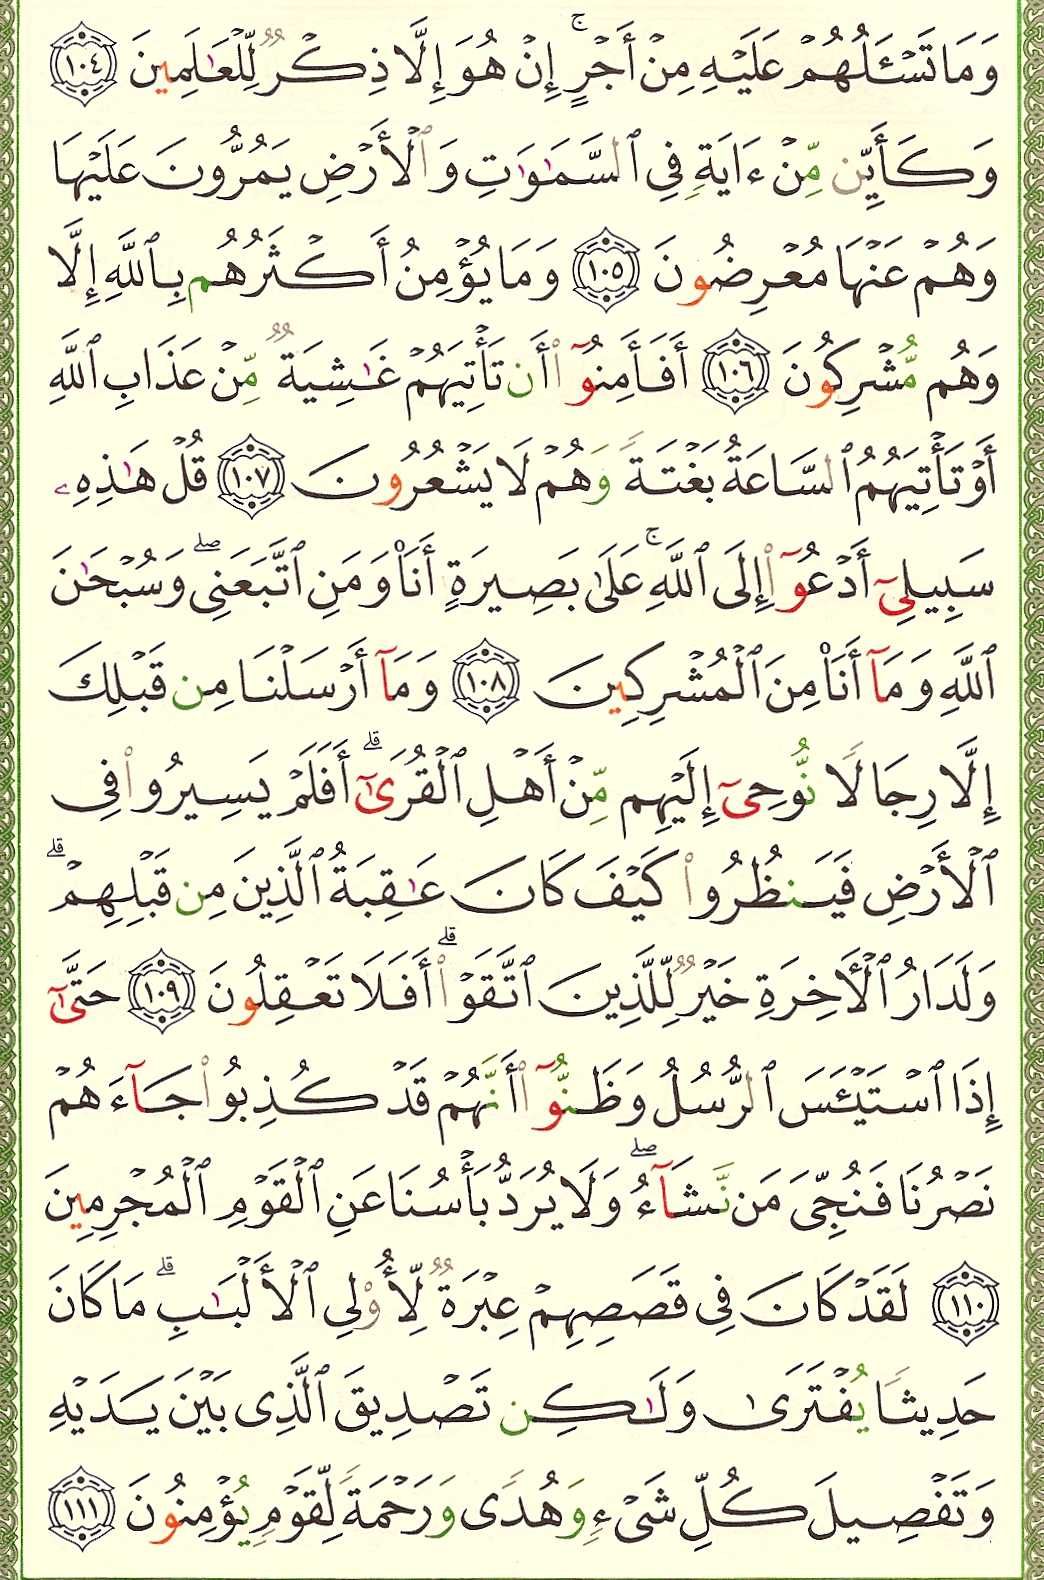 وَمَا تَسْـَٔلُهُمْ عَلَيْهِ مِنْ أَجْرٍ ۚ إِنْ هُوَ إِلَّا ذِكْرٌ لِّلْعَـٰلَمِينَ ١٠٤
وَكَأَيِّن مِّنْ ءَايَةٍ فِى ٱلسَّمَـٰوَٰتِ وَٱلْأَرْضِ يَمُرُّونَ عَلَيْهَا
وَهُمْ عَنْهَا مُعْرِضُونَ ١٠٥ وَمَا يُؤْمِنُ أَكْثَرُهُم بِٱللَّهِ إِلَّا
وَهُم مُّشْرِكُونَ ١٠٦ أَفَأَمِنُوٓا۟ أَن تَأْتِيَهُمْ غَـٰشِيَةٌ مِّنْ عَذَابِ ٱللَّهِ
أَوْ تَأْتِيَهُمُ ٱلسَّاعَةُ بَغْتَةً وَهُمْ لَا يَشْعُرُونَ ١٠٧ قُلْ هَـٰذِهِۦ
سَبِيلِىٓ أَدْعُوٓا۟ إِلَى ٱللَّهِ ۚ عَلَىٰ بَصِيرَةٍ أَنَا۠ وَمَنِ ٱتَّبَعَنِى ۖ وَسُبْحَـٰنَ
ٱللَّهِ وَمَآ أَنَا۠ مِنَ ٱلْمُشْرِكِينَ ١٠٨ وَمَآ أَرْسَلْنَا مِن قَبْلِكَ
إِلَّا رِجَالًا نُّوحِىٓ إِلَيْهِم مِّنْ أَهْلِ ٱلْقُرَىٰٓ ۗ أَفَلَمْ يَسِيرُوا۟ فِى
ٱلْأَرْضِ فَيَنظُرُوا۟ كَيْفَ كَانَ عَـٰقِبَةُ ٱلَّذِينَ مِن قَبْلِهِمْ ۗ
وَلَدَارُ ٱلْـَٔاخِرَةِ خَيْرٌ لِّلَّذِينَ ٱتَّقَوْا۟ ۗ أَفَلَا تَعْقِلُونَ ١٠٩ حَتَّىٰٓ
إِذَا ٱسْتَيْـَٔسَ ٱلرُّسُلُ وَظَنُّوٓا۟ أَنَّهُمْ قَدْ كُذِبُوا۟ جَآءَهُمْ
نَصْرُنَا فَنُجِّىَ مَن نَّشَآءُ ۖ وَلَا يُرَدُّ بَأْسُنَا عَنِ ٱلْقَوْمِ ٱلْمُجْرِمِينَ
١١٠ لَقَدْ كَانَ فِى قَصَصِهِمْ عِبْرَةٌ لِّأُو۟لِى ٱلْأَلْبَـٰبِ ۗ مَا كَانَ
حَدِيثًا يُفْتَرَىٰ وَلَـٰكِن تَصْدِيقَ ٱلَّذِى بَيْنَ يَدَيْهِ
وَتَفْصِيلَ كُلِّ شَىْءٍ وَهُدًى وَرَحْمَةً لِّقَوْمٍ يُؤْمِنُونَ ١١١